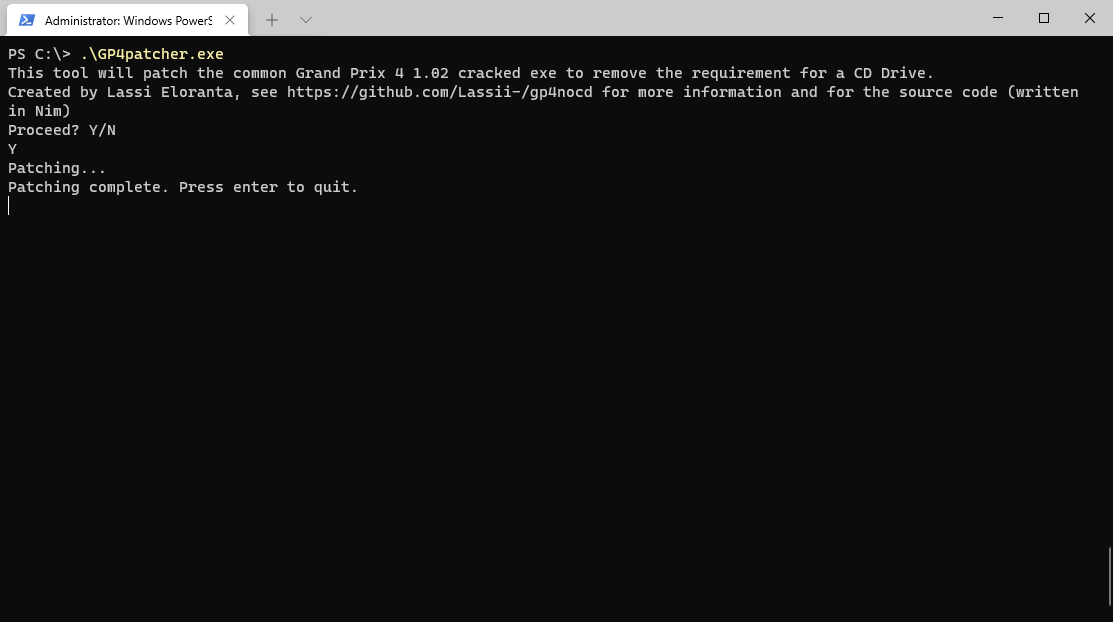 Administrator: Windows PowerS
PS C:\> .\GP4patcher.exe
This tool will patch the common Grand Prix 4 1.02 cracked exe to remove the requirement for a CD Drive.
Created by Lassi Eloranta, see https://github.com/Lassii-/gp4nocd for more information and for the source code (written
in Nim)
Proceed? Y/N
Y
Patching...
Patching complete. Press enter to quit.